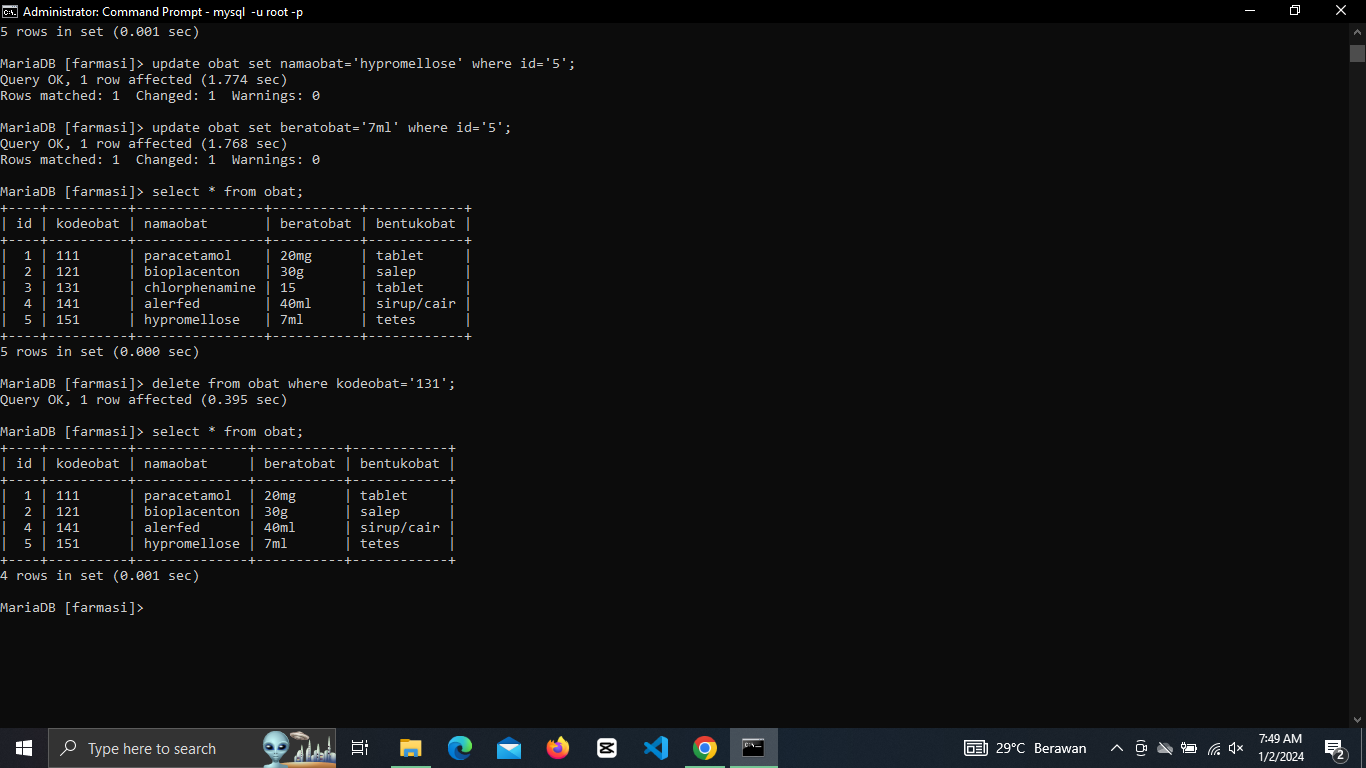 Administrator: Command Prompt - mysql  -u root -p
5 rows in set (0.001 sec)
MariaDB [farmasi]> update obat set namaobat='hypromellose' where id='5';
Query OK, 1 row affected (1.774 sec)
Rows matched: 1  Changed: 1  Warnings: 0
MariaDB [farmasi]> update obat set beratobat='7ml' where id='5';
Query OK, 1 row affected (1.768 sec)
Rows matched: 1  Changed: 1  Warnings: 0
MariaDB [farmasi]> select * from obat;
+----+----------+----------------+-----------+------------+
| id | kodeobat | namaobat       | beratobat | bentukobat |
+----+----------+----------------+-----------+------------+
|  1 | 111      | paracetamol    | 20mg      | tablet     |
|  2 | 121      | bioplacenton   | 30g       | salep      |
|  3 | 131      | chlorphenamine | 15        | tablet     |
|  4 | 141      | alerfed        | 40ml      | sirup/cair |
|  5 | 151      | hypromellose   | 7ml       | tetes      |
+----+----------+----------------+-----------+------------+
5 rows in set (0.000 sec)
MariaDB [farmasi]> delete from obat where kodeobat='131';
Query OK, 1 row affected (0.395 sec)
MariaDB [farmasi]> select * from obat;
+----+----------+--------------+-----------+------------+
| id | kodeobat | namaobat     | beratobat | bentukobat |
+----+----------+--------------+-----------+------------+
|  1 | 111      | paracetamol  | 20mg      | tablet     |
|  2 | 121      | bioplacenton | 30g       | salep      |
|  4 | 141      | alerfed      | 40ml      | sirup/cair |
|  5 | 151      | hypromellose | 7ml       | tetes      |
+----+----------+--------------+-----------+------------+
4 rows in set (0.001 sec)
MariaDB [farmasi]>
Type here to search
29°C  Berawan
7:49 AM
1/2/2024
2